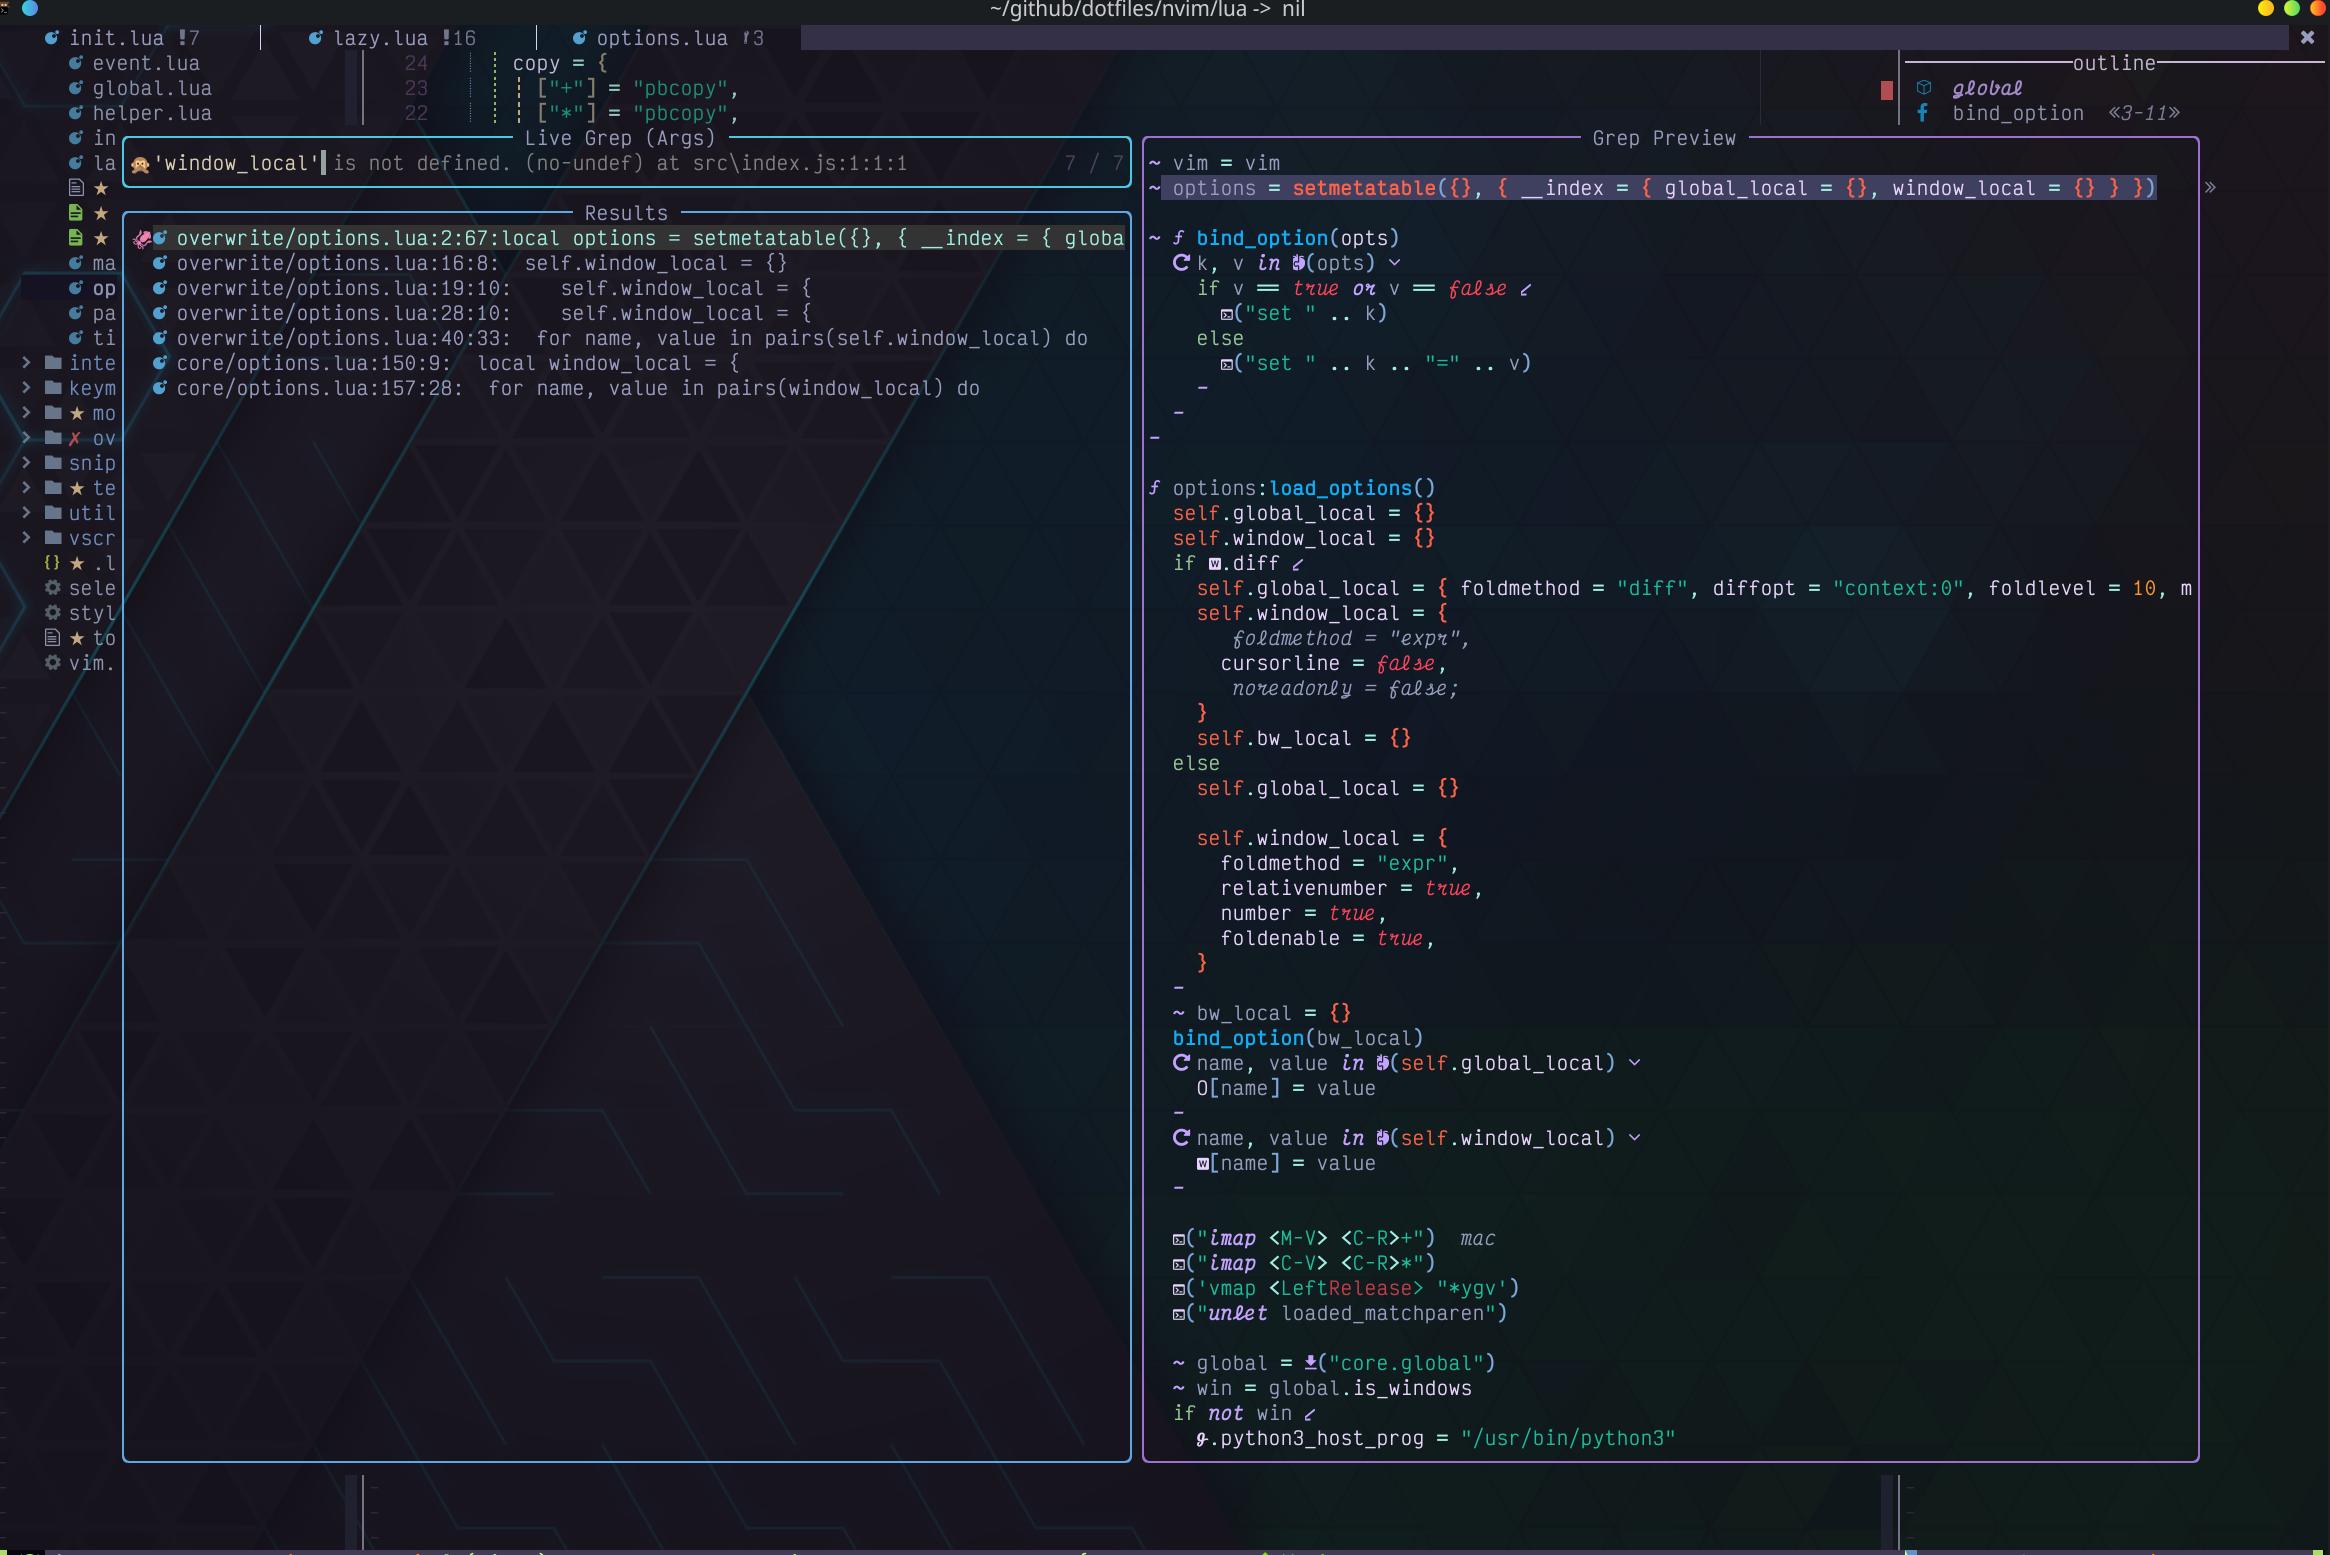 ~/github/dotfiles/nvim/lua -> nil
init.lua !7
lazy.lua !16
options.lua 3
event.lua
global.lua
helper.lua
in
la
ma
op
pa
ti
inte
keym
mo
✗ ov
snip
te
util
vscr
{} .l
sele
styl
to
vim.
24 copy = {
23 ["+"] = "pbcopy",
22 ["*"] = "pbcopy",
outline
global
bind_option «3-11»
Live Grep (Args)
'window_local' is not defined. (no-undef) at src\index.js:1:1:1 7 / 7
Results
overwrite/options.lua:2:67:local options = setmetatable({}, { __index = { globa
overwrite/options.lua:16:8: self.window_local = {}
overwrite/options.lua:19:10: self.window_local = {
overwrite/options.lua:28:10: self.window_local = {
overwrite/options.lua:40:33: for name, value in pairs(self.window_local) do
core/options.lua:150:9: local window_local = {
core/options.lua:157:28: for name, value in pairs(window_local) do
Grep Preview
~ vim = vim
~ options = setmetatable({}, { __index = { global_local = {}, window_local = {} } }) »
~ ƒ bind_option(opts)
k, v in (opts)
if v == true or v == false
("set " .. k)
else
("set " .. k .. "=" .. v)
–
–
–
ƒ options:load_options()
self.global_local = {}
self.window_local = {}
if w.diff
self.global_local = { foldmethod = "diff", diffopt = "context:0", foldlevel = 10, m
self.window_local = {
foldmethod = "expr",
cursorline = false,
noreadonly = false;
}
self.bw_local = {}
else
self.global_local = {}
self.window_local = {
foldmethod = "expr",
relativenumber = true,
number = true,
foldenable = true,
}
–
~ bw_local = {}
bind_option(bw_local)
name, value in (self.global_local)
O[name] = value
–
name, value in (self.window_local)
w[name] = value
–
("imap <M-V> <C-R>+") mac
("imap <C-V> <C-R>*")
('vmap <LeftRelease> "*ygv')
("unlet loaded_matchparen")
~ global = ("core.global")
~ win = global.is_windows
if not win
g.python3_host_prog = "/usr/bin/python3"